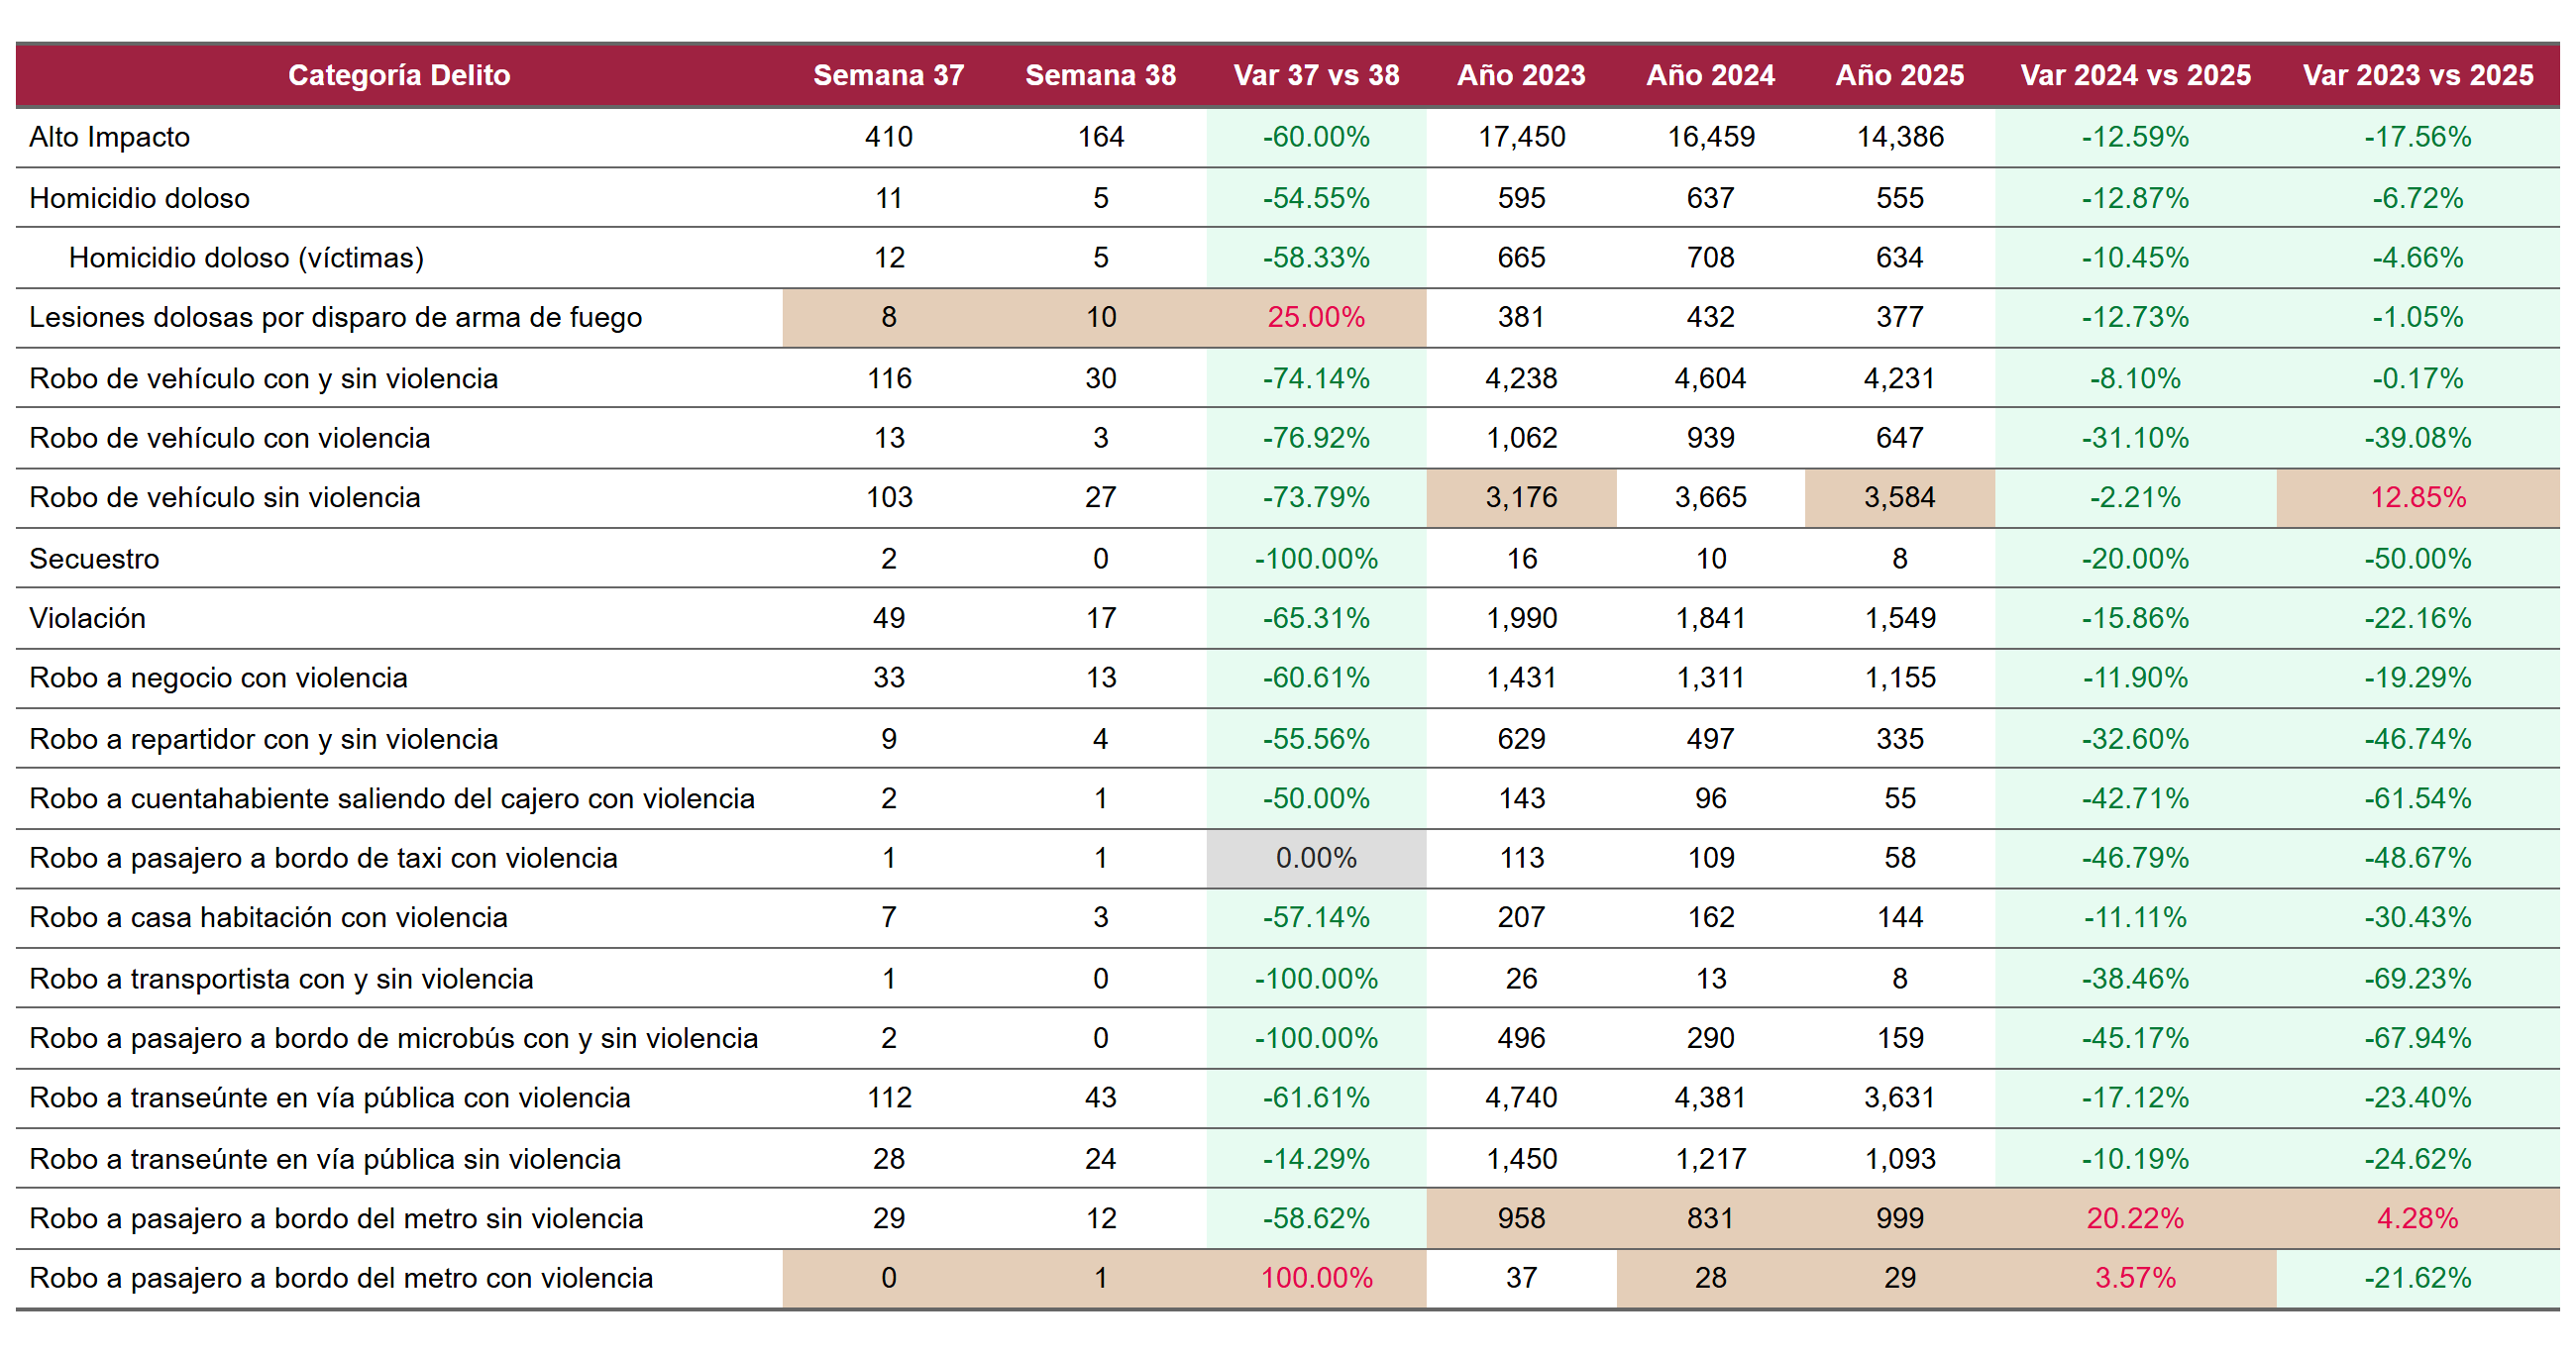 Categoría Delito Semana 37 Semana 38 Var 37 vs 38 Año 2023 Año 2024 Año 2025 Var 2024 vs 2025 Var 2023 vs 2025
Alto Impacto 410 164 -60.00% 17,450 16,459 14,386 -12.59% -17.56%
Homicidio doloso 11 5 -54.55% 595 637 555 -12.87% -6.72%
Homicidio doloso (víctimas) 12 5 -58.33% 665 708 634 -10.45% -4.66%
Lesiones dolosas por disparo de arma de fuego 8 10 25.00% 381 432 377 -12.73% -1.05%
Robo de vehículo con y sin violencia 116 30 -74.14% 4,238 4,604 4,231 -8.10% -0.17%
Robo de vehículo con violencia 13 3 -76.92% 1,062 939 647 -31.10% -39.08%
Robo de vehículo sin violencia 103 27 -73.79% 3,176 3,665 3,584 -2.21% 12.85%
Secuestro 2 0 -100.00% 16 10 8 -20.00% -50.00%
Violación 49 17 -65.31% 1,990 1,841 1,549 -15.86% -22.16%
Robo a negocio con violencia 33 13 -60.61% 1,431 1,311 1,155 -11.90% -19.29%
Robo a repartidor con y sin violencia 9 4 -55.56% 629 497 335 -32.60% -46.74%
Robo a cuentahabiente saliendo del cajero con violencia 2 1 -50.00% 143 96 55 -42.71% -61.54%
Robo a pasajero a bordo de taxi con violencia 1 1 0.00% 113 109 58 -46.79% -48.67%
Robo a casa habitación con violencia 7 3 -57.14% 207 162 144 -11.11% -30.43%
Robo a transportista con y sin violencia 1 0 -100.00% 26 13 8 -38.46% -69.23%
Robo a pasajero a bordo de microbús con y sin violencia 2 0 -100.00% 496 290 159 -45.17% -67.94%
Robo a transeúnte en vía pública con violencia 112 43 -61.61% 4,740 4,381 3,631 -17.12% -23.40%
Robo a transeúnte en vía pública sin violencia 28 24 -14.29% 1,450 1,217 1,093 -10.19% -24.62%
Robo a pasajero a bordo del metro sin violencia 29 12 -58.62% 958 831 999 20.22% 4.28%
Robo a pasajero a bordo del metro con violencia 0 1 100.00% 37 28 29 3.57% -21.62%